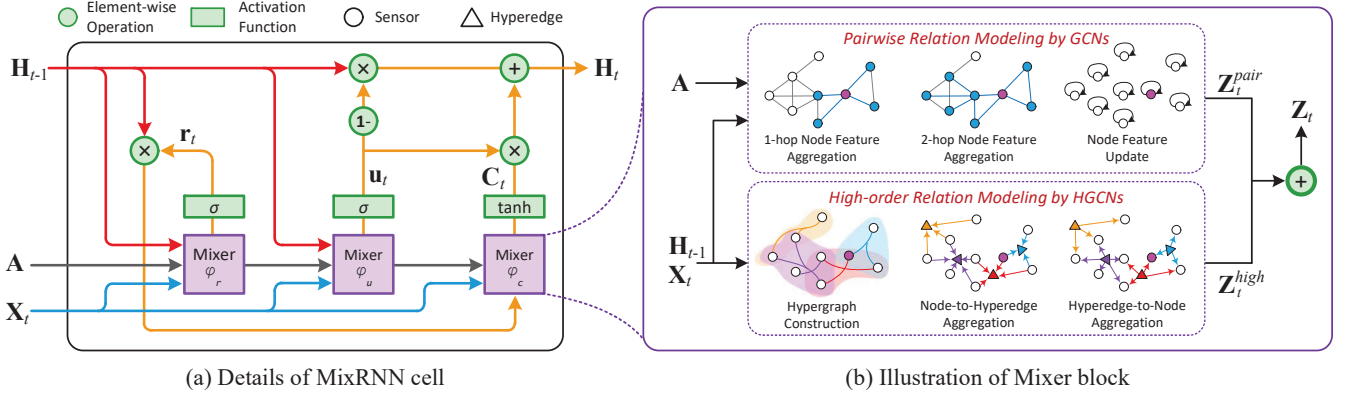 Element-wise Operation
Activation Function
Sensor
Hyperedge
H_{t-1}
×
+
H_t
1-
×
r_t
×
u_t
C_t
σ
σ
tanh
Mixer
φ_r
Mixer
φ_u
Mixer
φ_c
A
X_t
(a) Details of MixRNN cell
Pairwise Relation Modeling by GCNs
A
1-hop Node Feature
Aggregation
2-hop Node Feature
Aggregation
Node Feature
Update
Z_t^{pair}
Z_t
+
High-order Relation Modeling by HGCNs
H_{t-1}
X_t
Hypergraph
Construction
Node-to-Hyperedge
Aggregation
Hyperedge-to-Node
Aggregation
Z_t^{high}
(b) Illustration of Mixer block